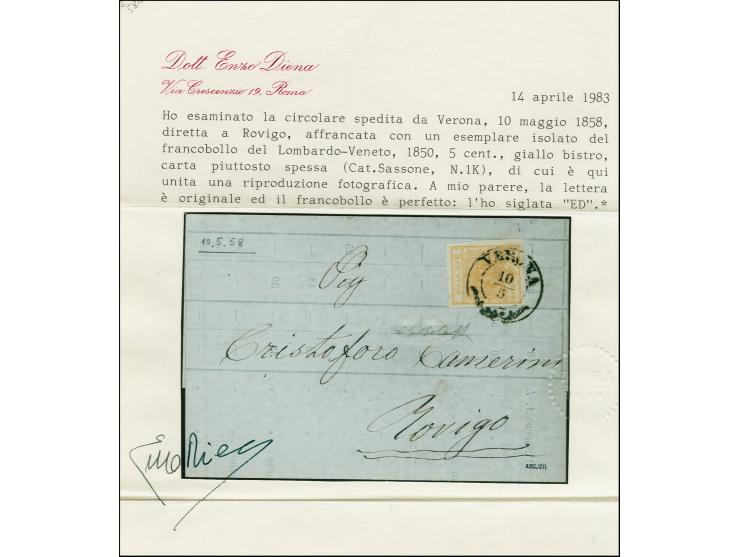 Dott. Enzo Diena
Via Crescenzio 19, Roma
14 aprile 1983
Ho esaminato la circolare spedita da Verona, 10 maggio 1858,
diretta a Rovigo, affrancata con un esemplare isolato del
francobollo del Lombardo-Veneto, 1850, 5 cent., giallo bistro,
carta piuttosto spessa (Cat.Sassone, N.1K), di cui è qui
unita una riproduzione fotografica. A mio parere, la lettera
è originale ed il francobollo è perfetto: l'ho siglata "ED".*
10.5.58
VERONA
10
5
Sig
Cristoforo Camerini
Rovigo